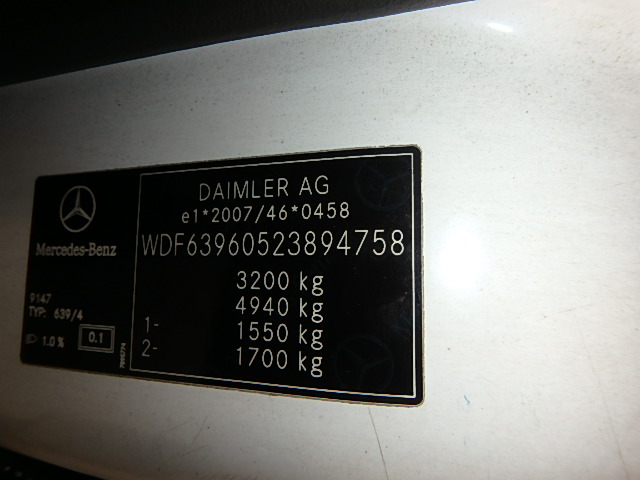 Mercedes-Benz
9147
TYP: 639/4
1.0 %
0.1
DAIMLER AG
e1*2007/46*0458
WDF63960523894758
3200 kg
4940 kg
1- 1550 kg
2- 1700 kg